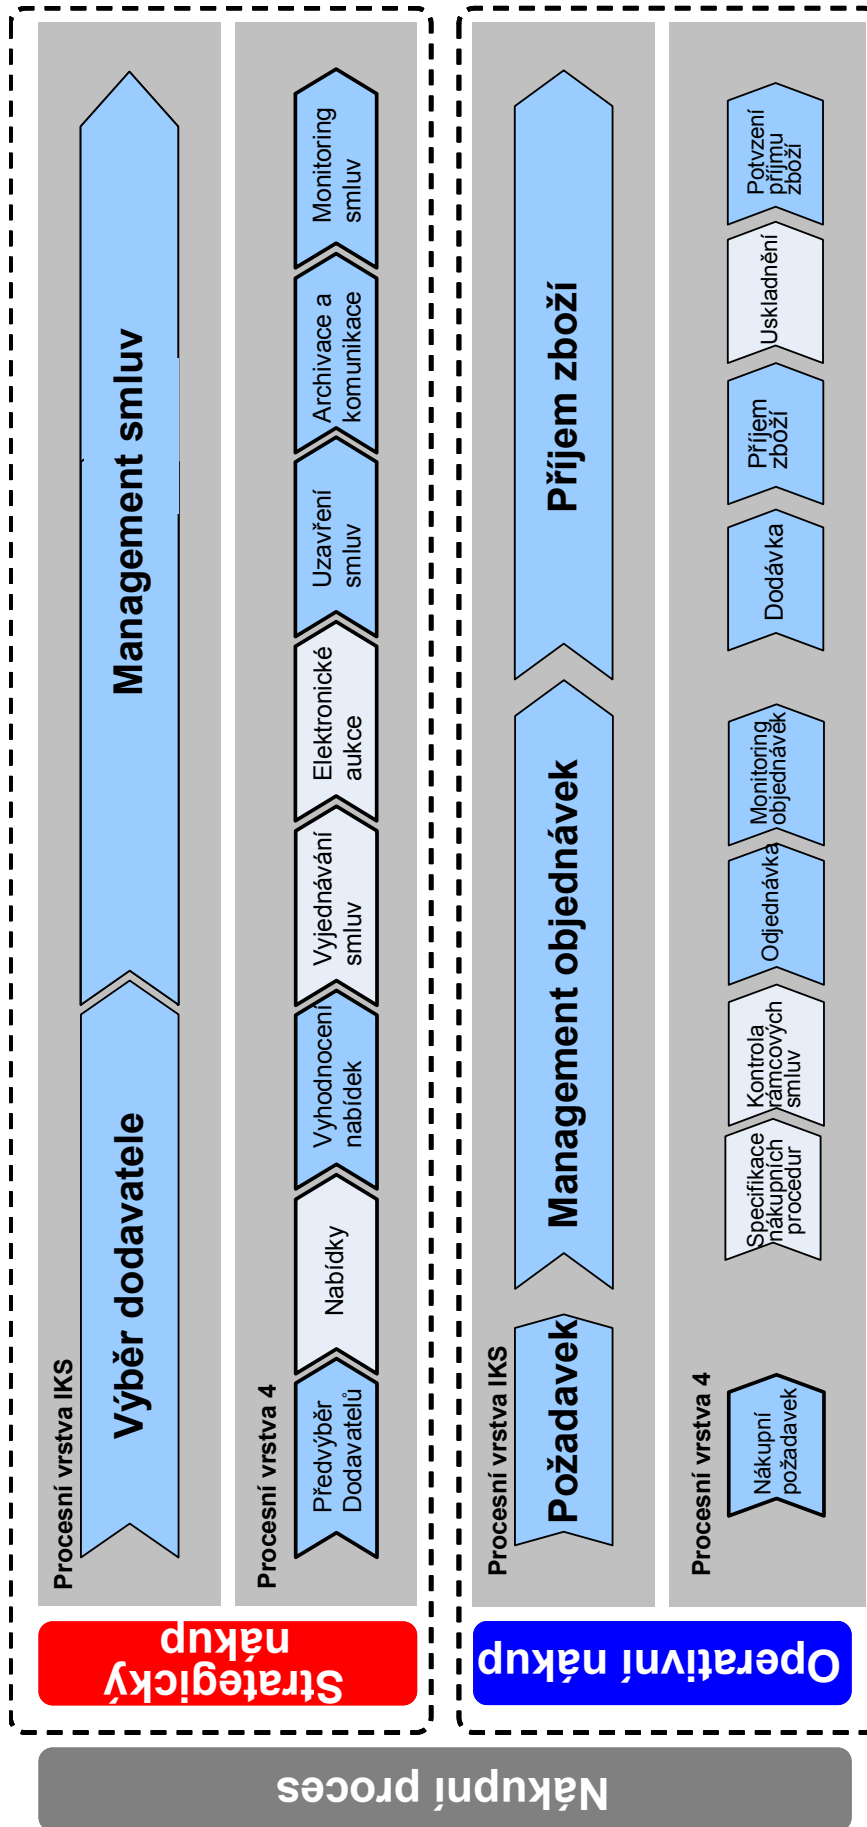 Nákupní proces
Strategický
nákup
Procesní vrstva IKS
Výběr dodavatele
Management smluv
Procesní vrstva 4
Předvýběr
Dodavatelů
Nabídky
Vyhodnocení
nabídek
Vyjednávání
smluv
Elektronické
aukce
Uzavření
smluv
Archivace a
komunikace
Monitoring
smluv
Operativní nákup
Procesní vrstva IKS
Požadavek
Management objednávek
Příjem zboží
Procesní vrstva 4
Nákupní
požadavek
Specifikace
nákupních
procedur
Kontrola
rámcových
smluv
Odjednávka
Monitoring
objednávek
Dodávka
Příjem
zboží
Uskladnění
Potvzení
příjmu
zboží